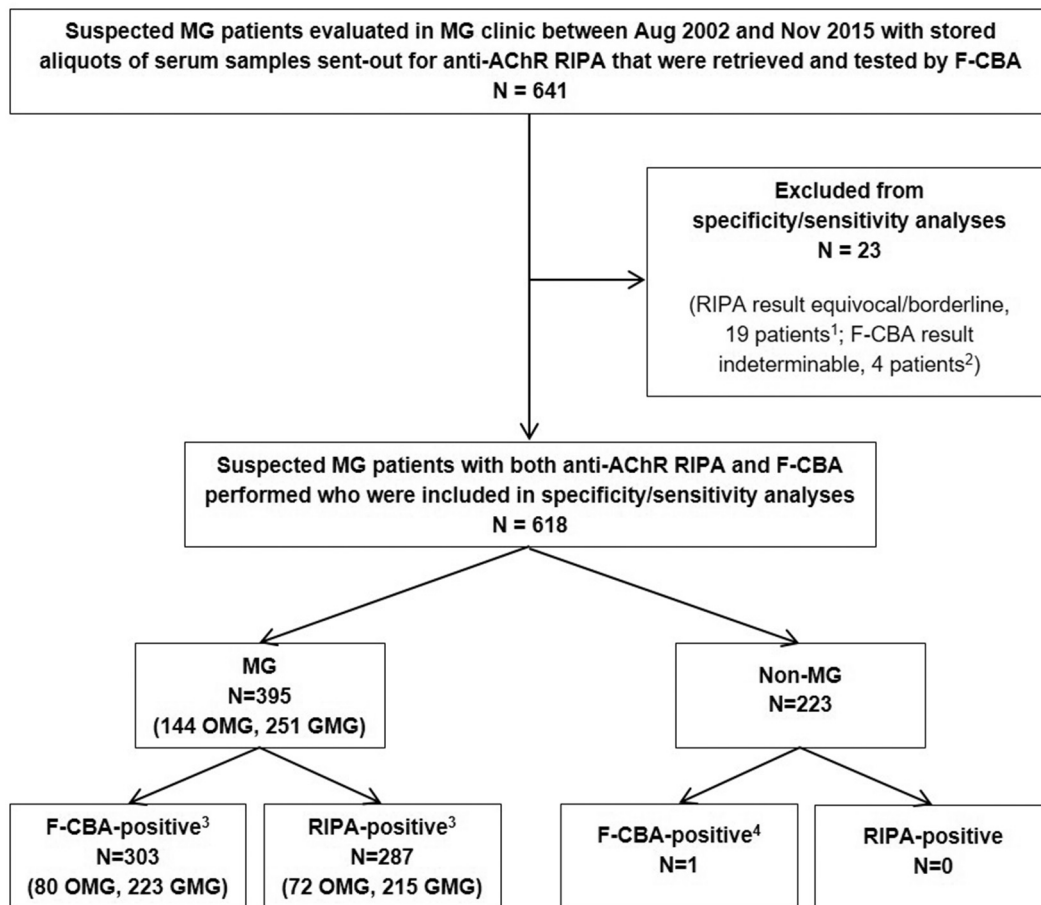 Suspected MG patients evaluated in MG clinic between Aug 2002 and Nov 2015 with stored
aliquots of serum samples sent-out for anti-AChR RIPA that were retrieved and tested by F-CBA
N = 641
Excluded from
specificity/sensitivity analyses
N = 23
(RIPA result equivocal/borderline,
19 patients¹; F-CBA result
indeterminable, 4 patients²)
Suspected MG patients with both anti-AChR RIPA and F-CBA
performed who were included in specificity/sensitivity analyses
N = 618
MG
N=395
(144 OMG, 251 GMG)
Non-MG
N=223
F-CBA-positive³
N=303
(80 OMG, 223 GMG)
RIPA-positive³
N=287
(72 OMG, 215 GMG)
F-CBA-positive⁴
N=1
RIPA-positive
N=0